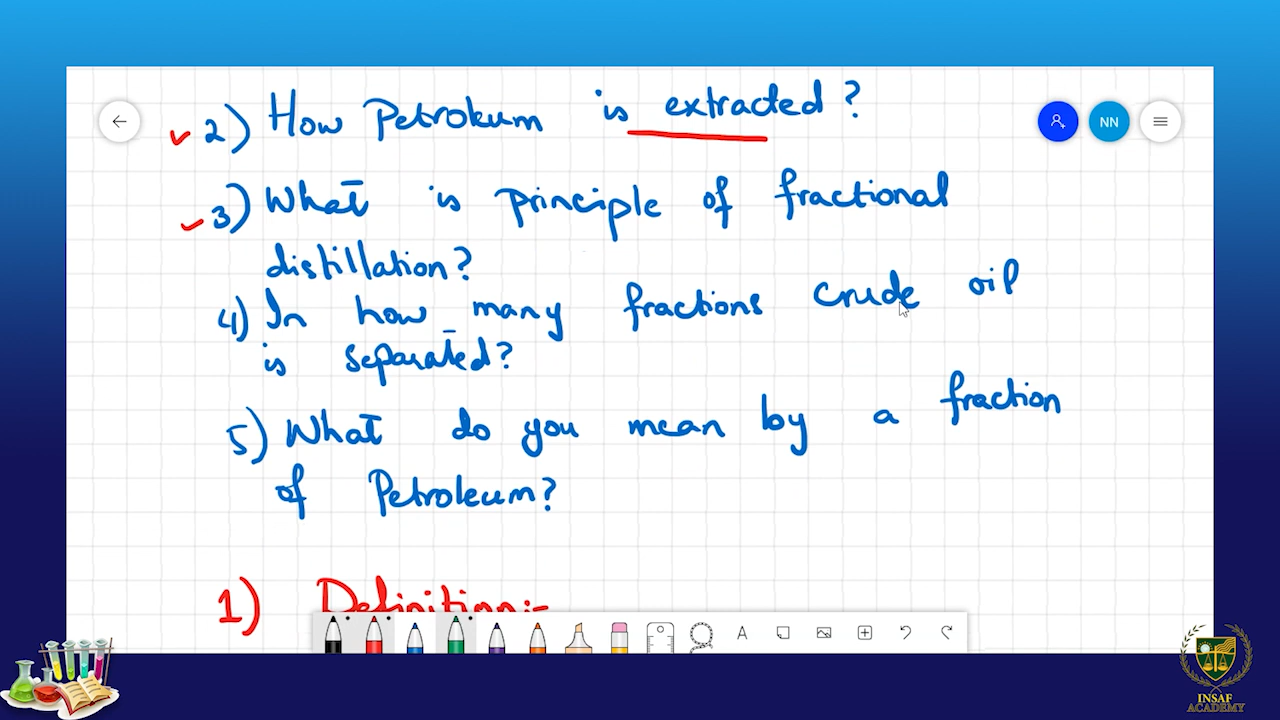 2) How Petroleum is extracted?
3) What is principle of fractional
distillation?
4) In how many fractions crude oil
is separated?
5) What do you mean by a fraction
of Petroleum?
1) Definition:-
NN
A
INSAF
ACADEMY